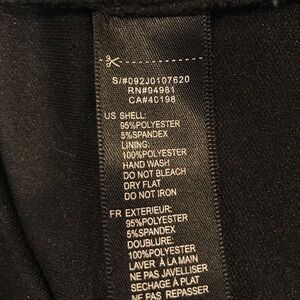 S/#092J0107620
RN#94981
CA#40198
US SHELL:
95%POLYESTER
5%SPANDEX
LINING:
100%POLYESTER
HAND WASH
DO NOT BLEACH
DRY FLAT
DO NOT IRON
FR EXTERIEUR:
95%POLYESTER
5%SPANDEX
DOUBLURE:
100%POLYESTER
LAVER À LA MAIN
NE PAS JAVELLISER
SECHAGE À PLAT
NE PAS REPASSER